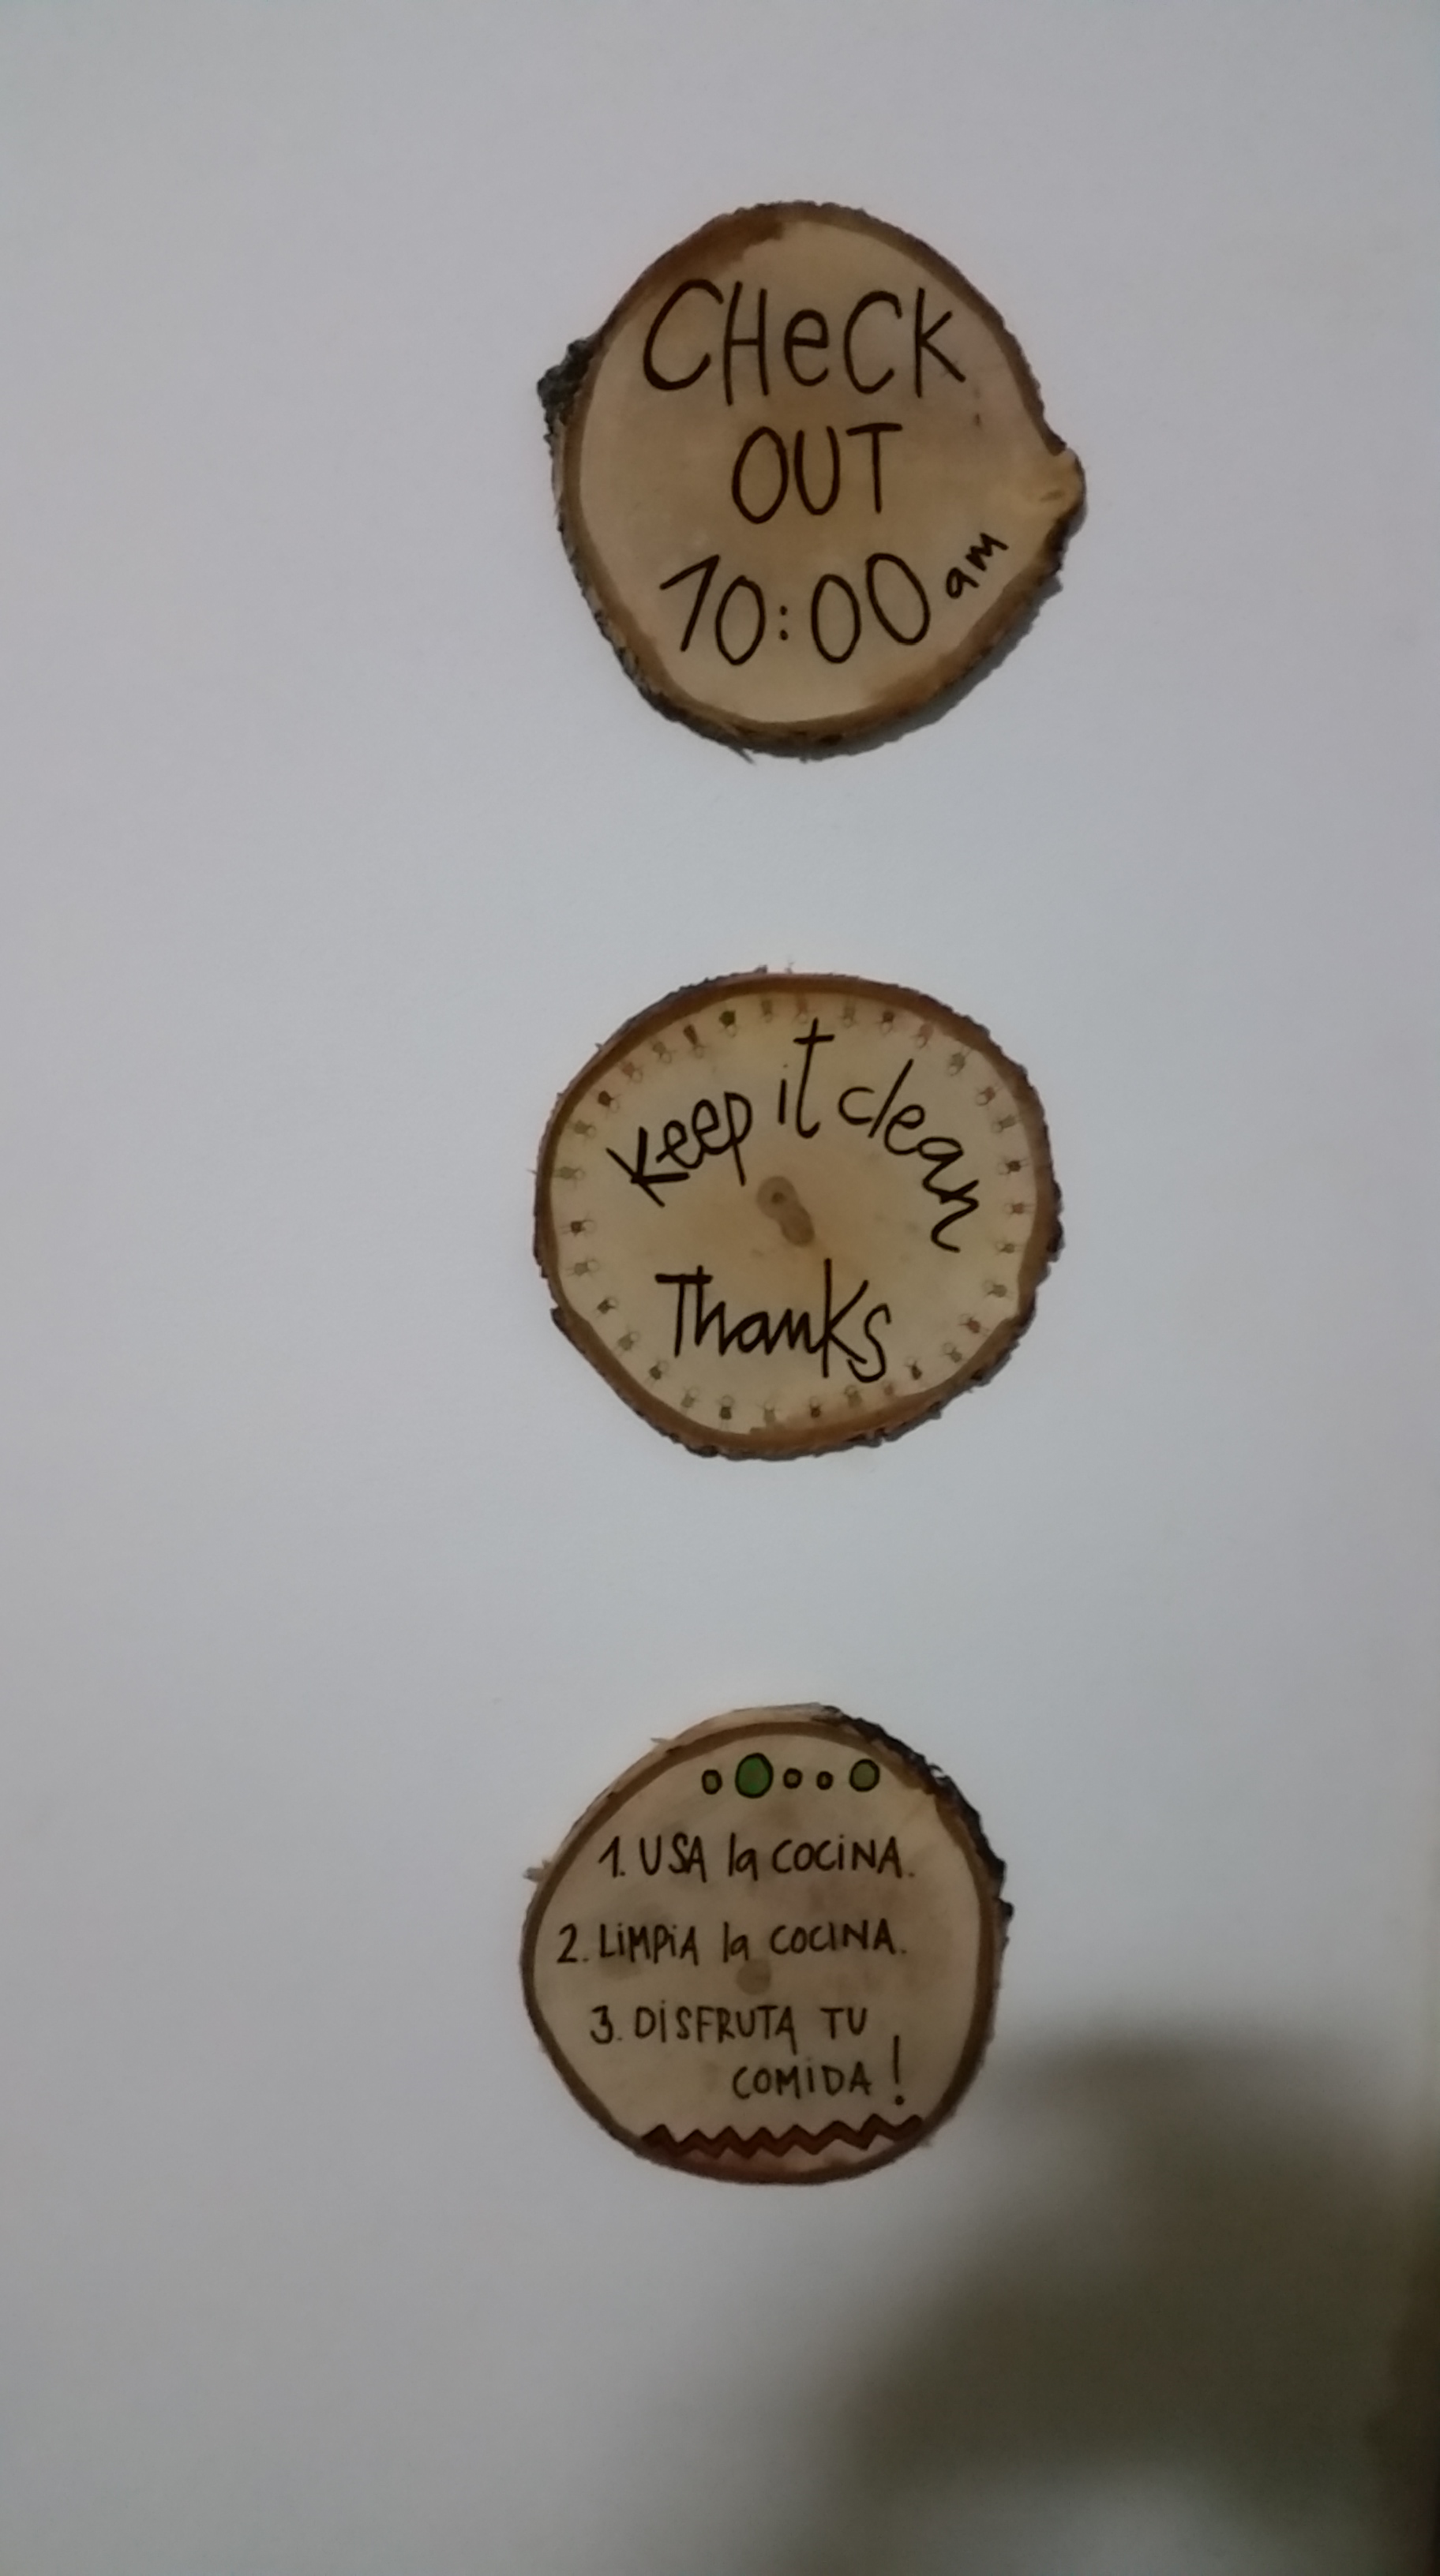 CHeCK
OUT
10:00 am
Keep it clean
Thanks
1. USA la COCiNA.
2. LiMPiA la COCINA.
3. DiSFRUTA TU
COMiDA!